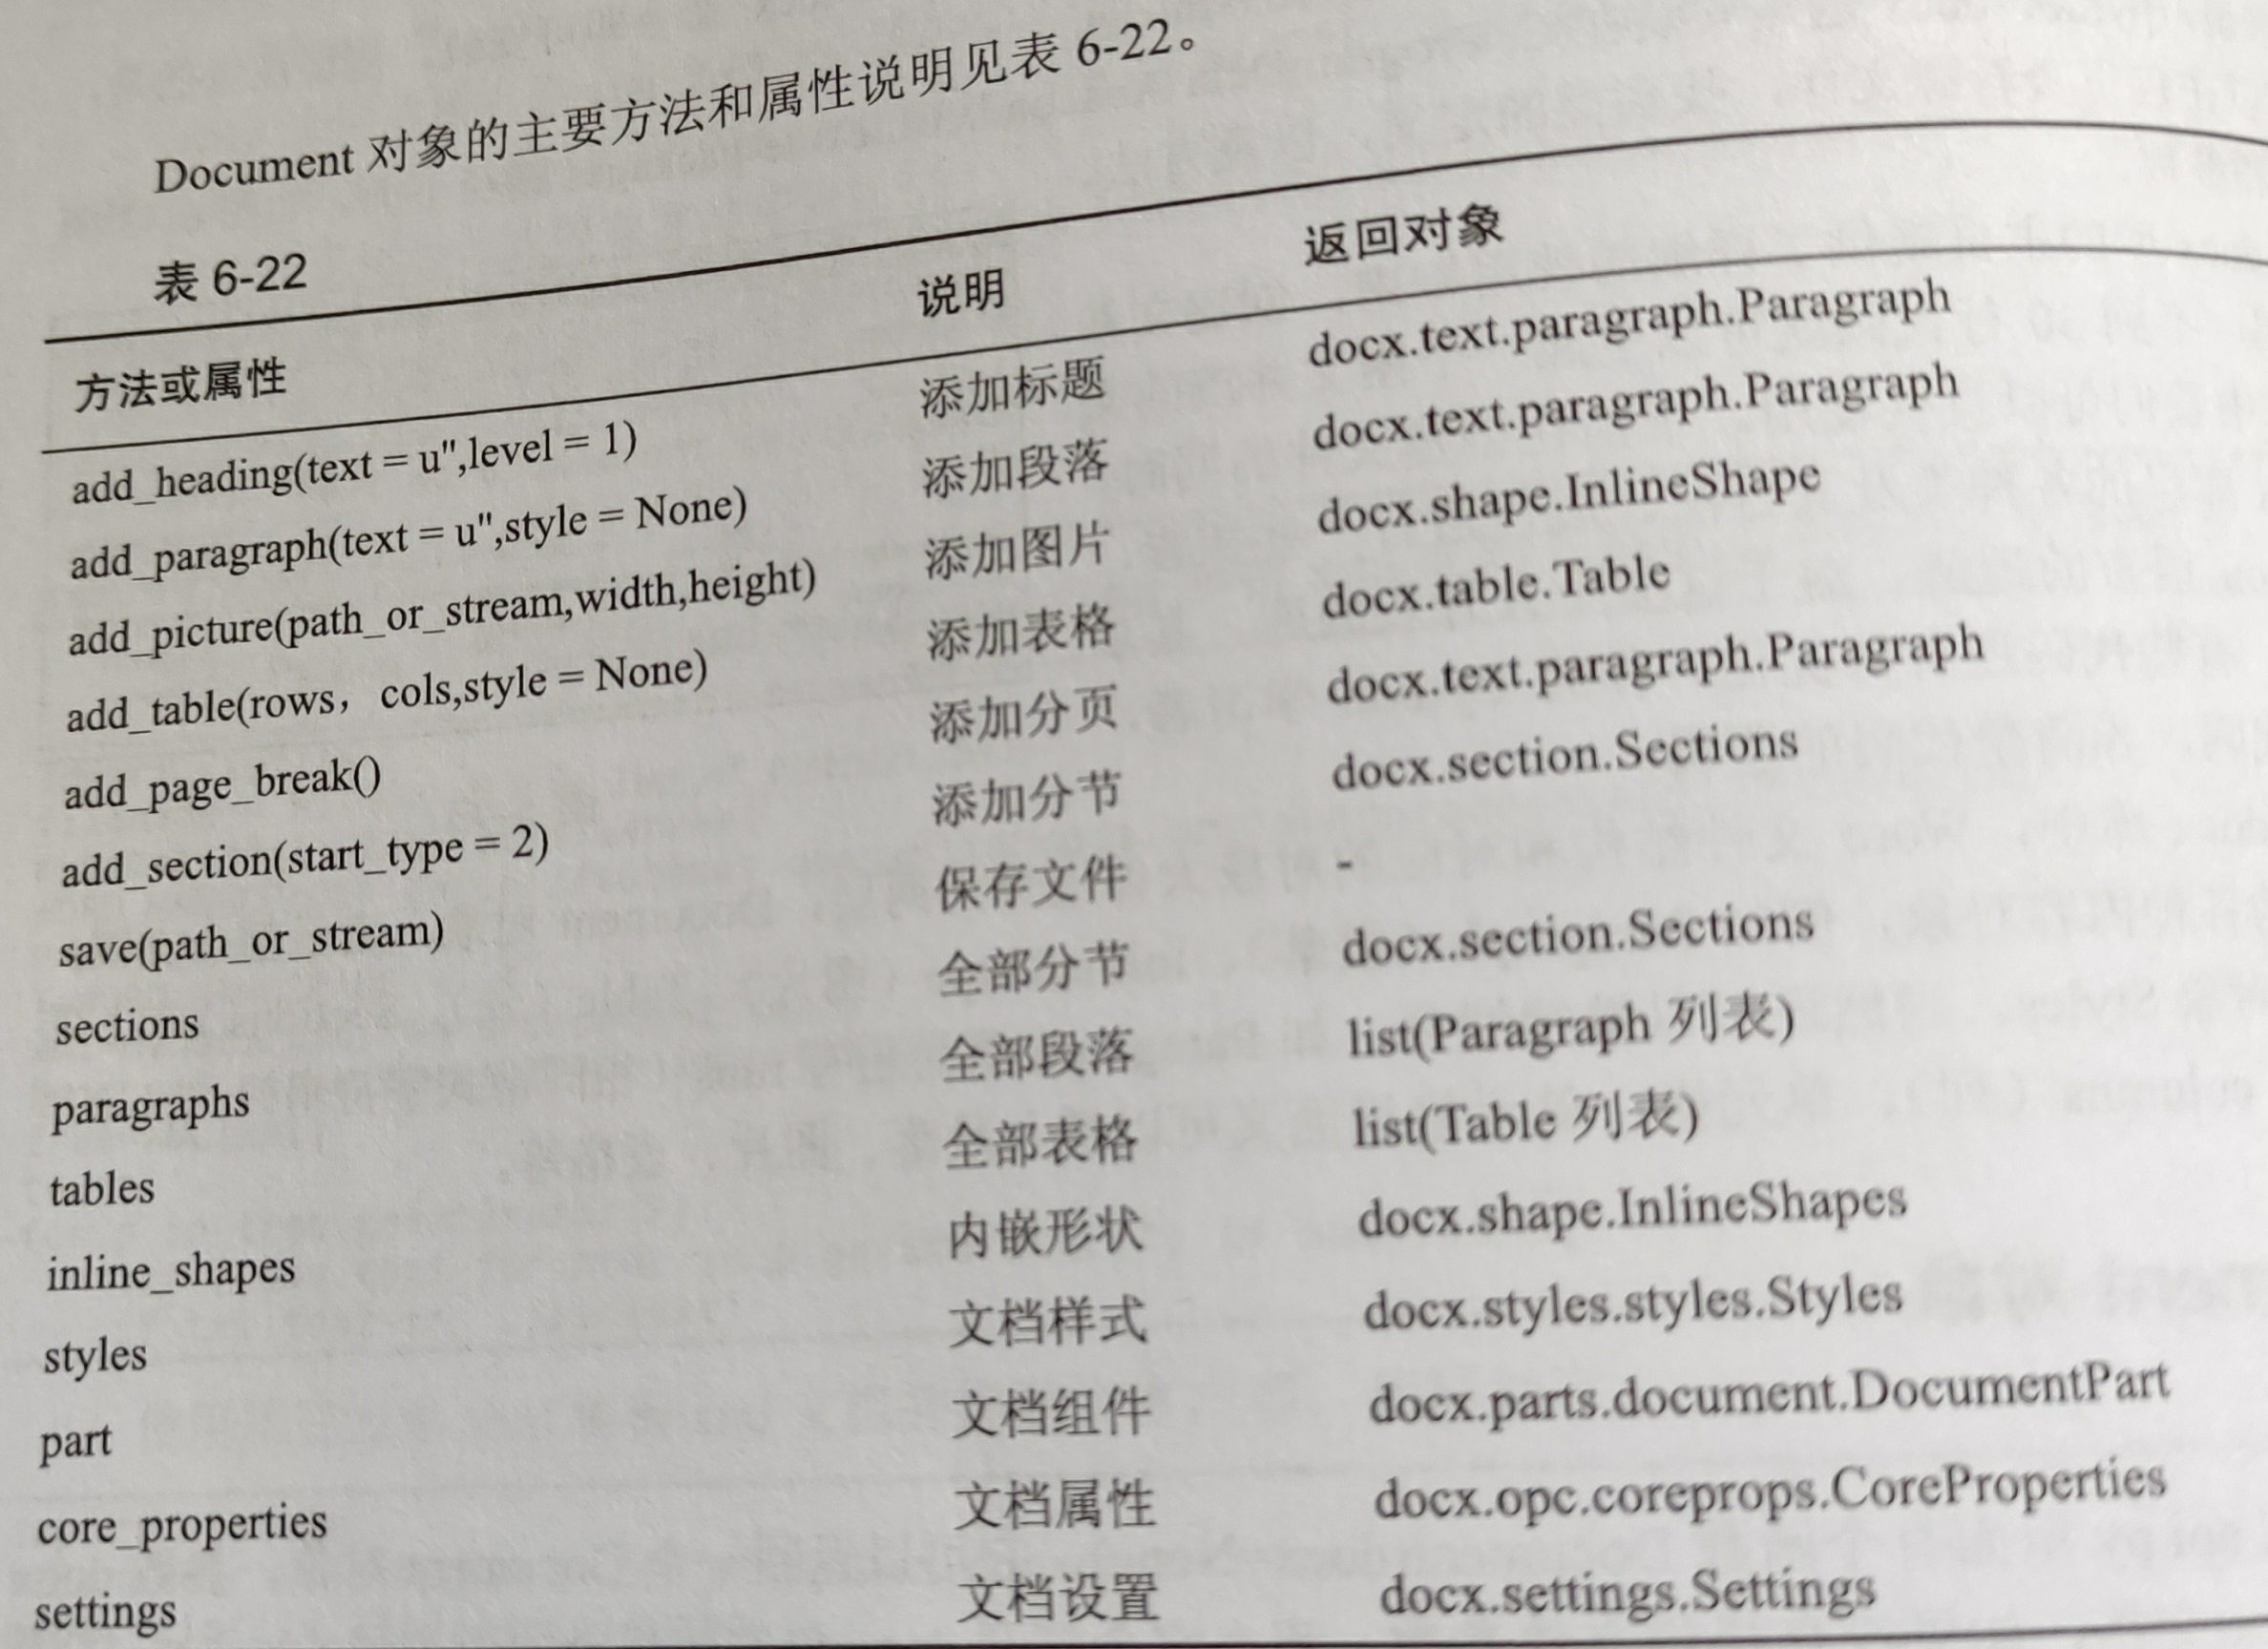 Document 对象的主要方法和属性说明见表 6-22。
表 6-22
方法或属性 说明 返回对象
add_heading(text = u",level = 1) 添加标题 docx.text.paragraph.Paragraph
add_paragraph(text = u",style = None) 添加段落 docx.text.paragraph.Paragraph
add_picture(path_or_stream,width,height) 添加图片 docx.shape.InlineShape
add_table(rows，cols,style = None) 添加表格 docx.table.Table
add_page_break() 添加分页 docx.text.paragraph.Paragraph
add_section(start_type = 2) 添加分节 docx.section.Sections
save(path_or_stream) 保存文件 -
sections 全部分节 docx.section.Sections
paragraphs 全部段落 list(Paragraph 列表)
tables 全部表格 list(Table 列表)
inline_shapes 内嵌形状 docx.shape.InlineShapes
styles 文档样式 docx.styles.styles.Styles
part 文档组件 docx.parts.document.DocumentPart
core_properties 文档属性 docx.opc.coreprops.CoreProperties
settings 文档设置 docx.settings.Settings